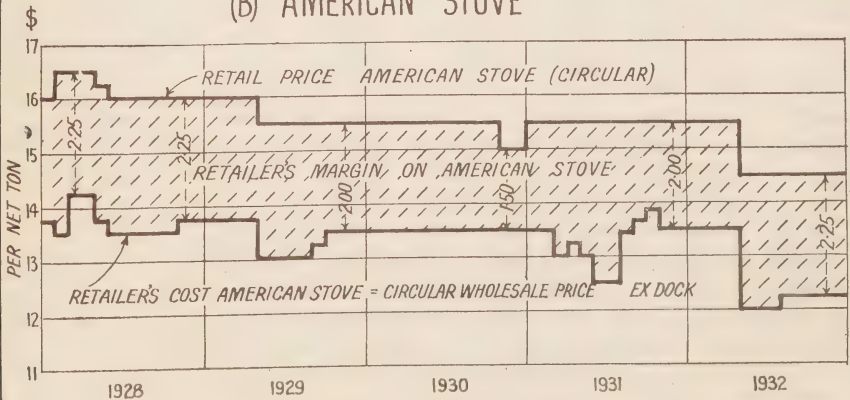 (B) AMERICAN STOVE
$
17
16
15
14
13
12
11
PER NET TON
RETAIL PRICE AMERICAN STOVE (CIRCULAR)
2·25
2·25
2·00
1·50
2·00
2·25
RETAILER'S MARGIN ON AMERICAN STOVE
RETAILER'S COST AMERICAN STOVE = CIRCULAR WHOLESALE PRICE EX DOCK
1928 1929 1930 1931 1932